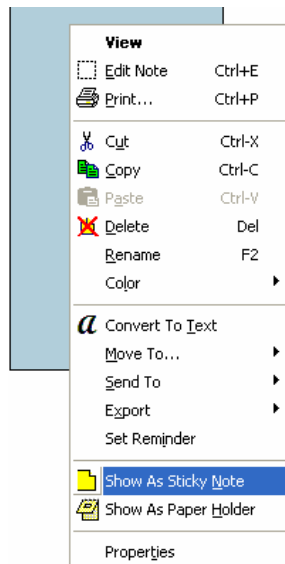 View
Edit Note Ctrl+E
Print... Ctrl+P
Cut Ctrl-X
Copy Ctrl-C
Paste Ctrl-V
Delete Del
Rename F2
Color
a Convert To Text
Move To...
Send To
Export
Set Reminder
Show As Sticky Note
Show As Paper Holder
Properties